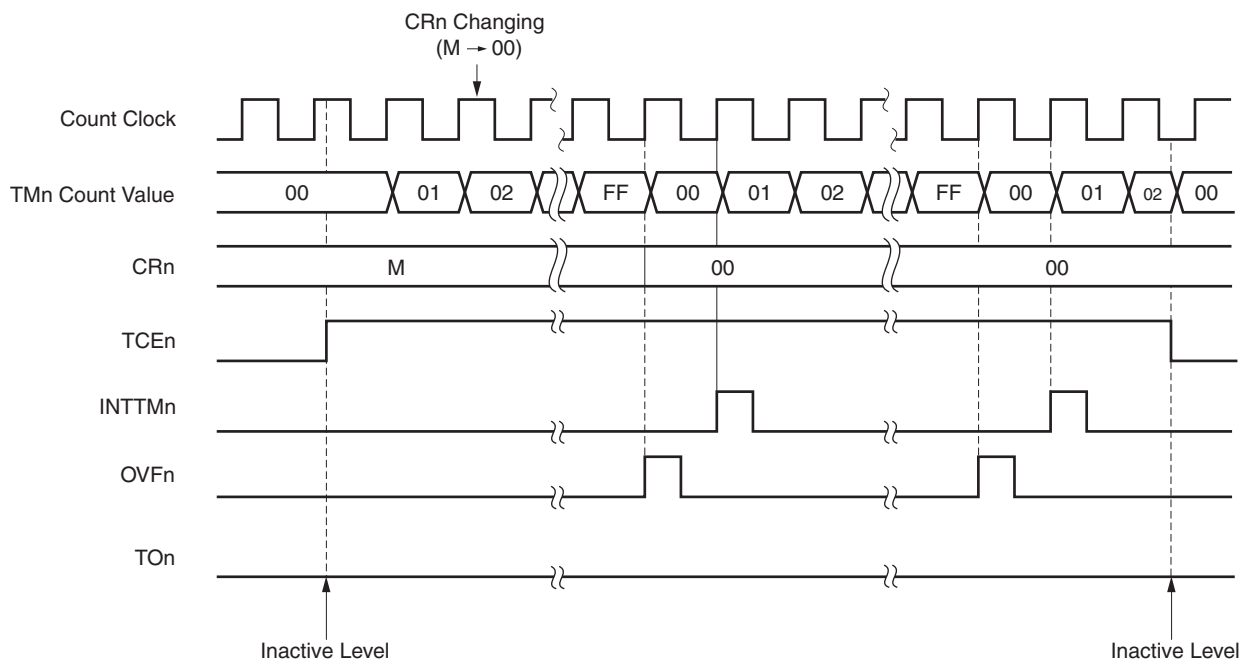 CRn Changing
(M → 00)
Count Clock
TMn Count Value 00 01 02 FF 00 01 02 FF 00 01 02 00
CRn M 00 00
TCEn
INTTMn
OVFn
TOn
Inactive Level Inactive Level